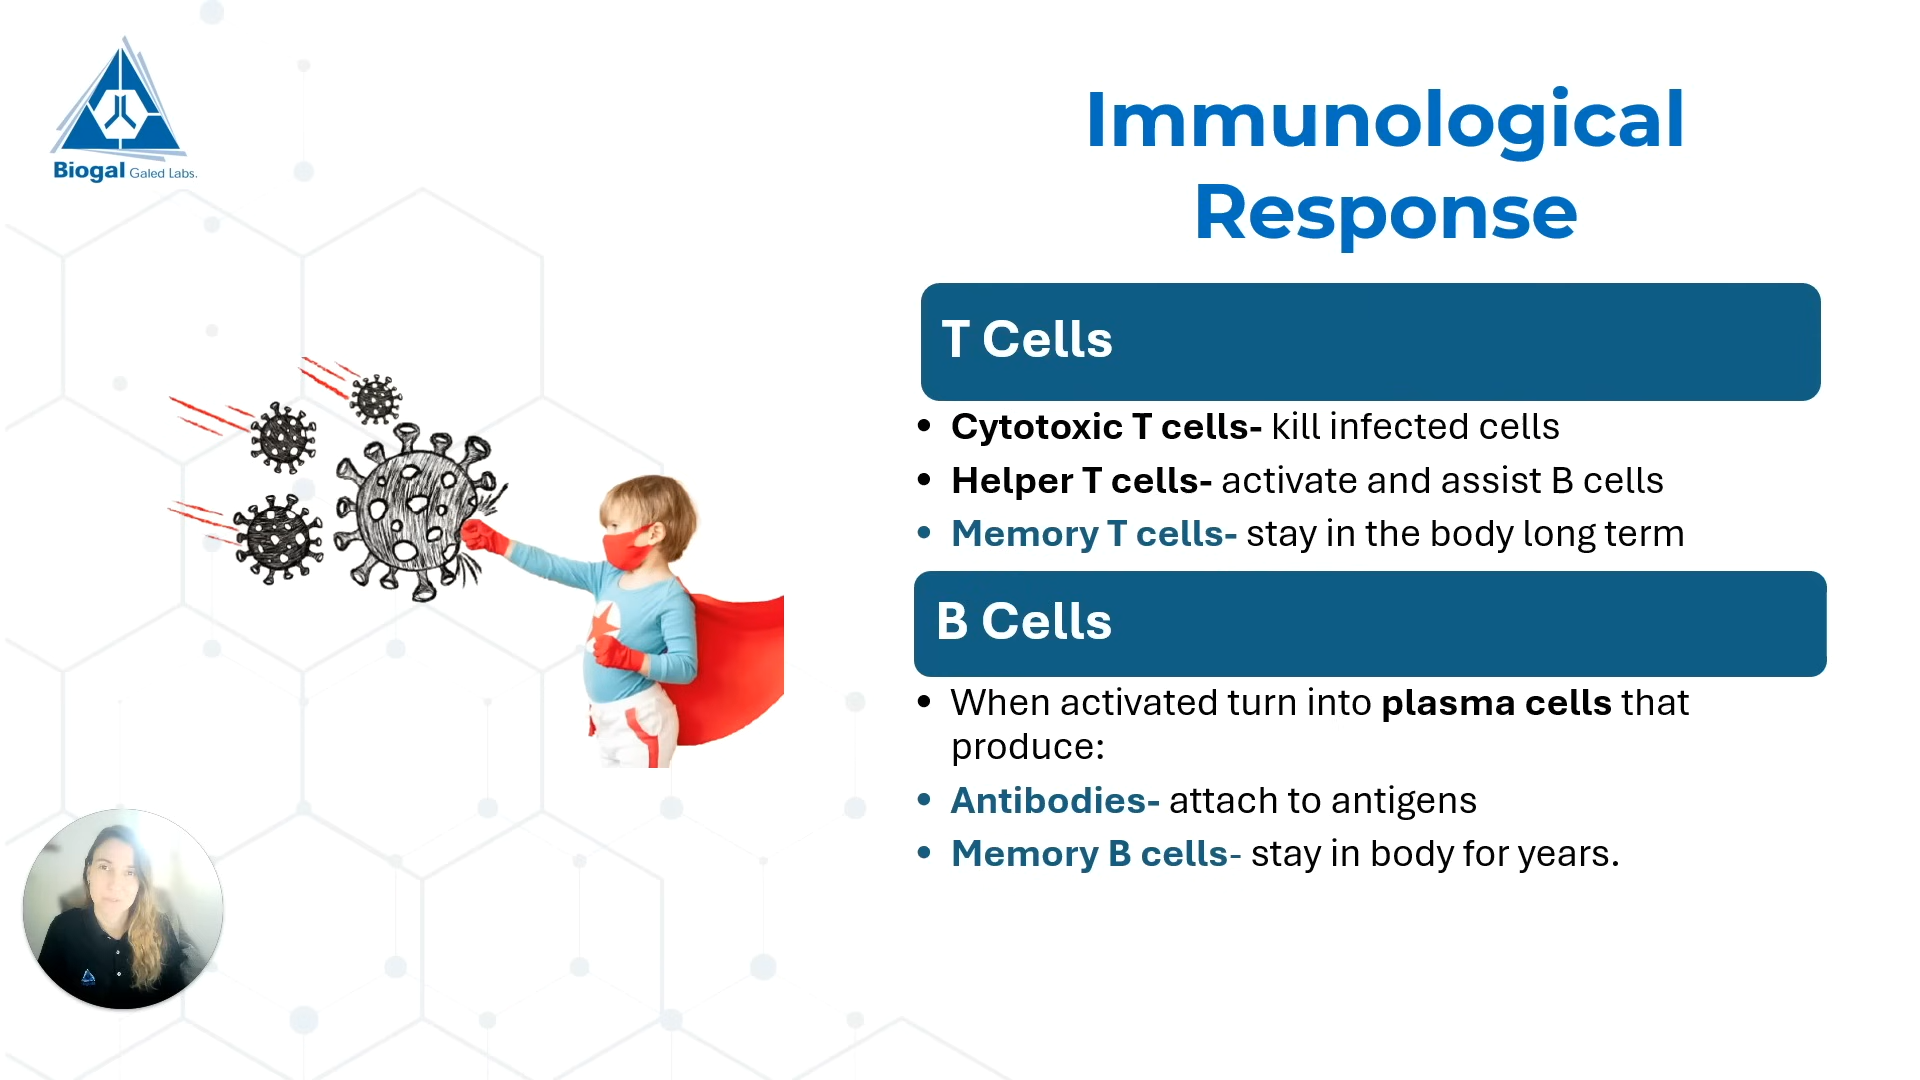 Biogal Galed Labs.
Immunological
Response
T Cells
• Cytotoxic T cells- kill infected cells
• Helper T cells- activate and assist B cells
• Memory T cells- stay in the body long term
B Cells
• When activated turn into plasma cells that
produce:
• Antibodies- attach to antigens
• Memory B cells- stay in body for years.